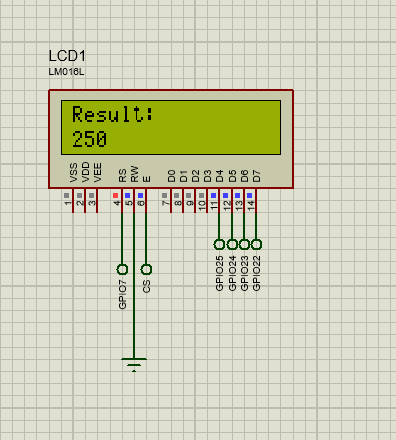 LCD1
LM016L
Result:
250
VSS VDD VEE RS RW E D0 D1 D2 D3 D4 D5 D6 D7
1 2 3 4 5 6 7 8 9 10 11 12 13 14
GPIO7 CS GPIO25 GPIO24 GPIO23 GPIO22